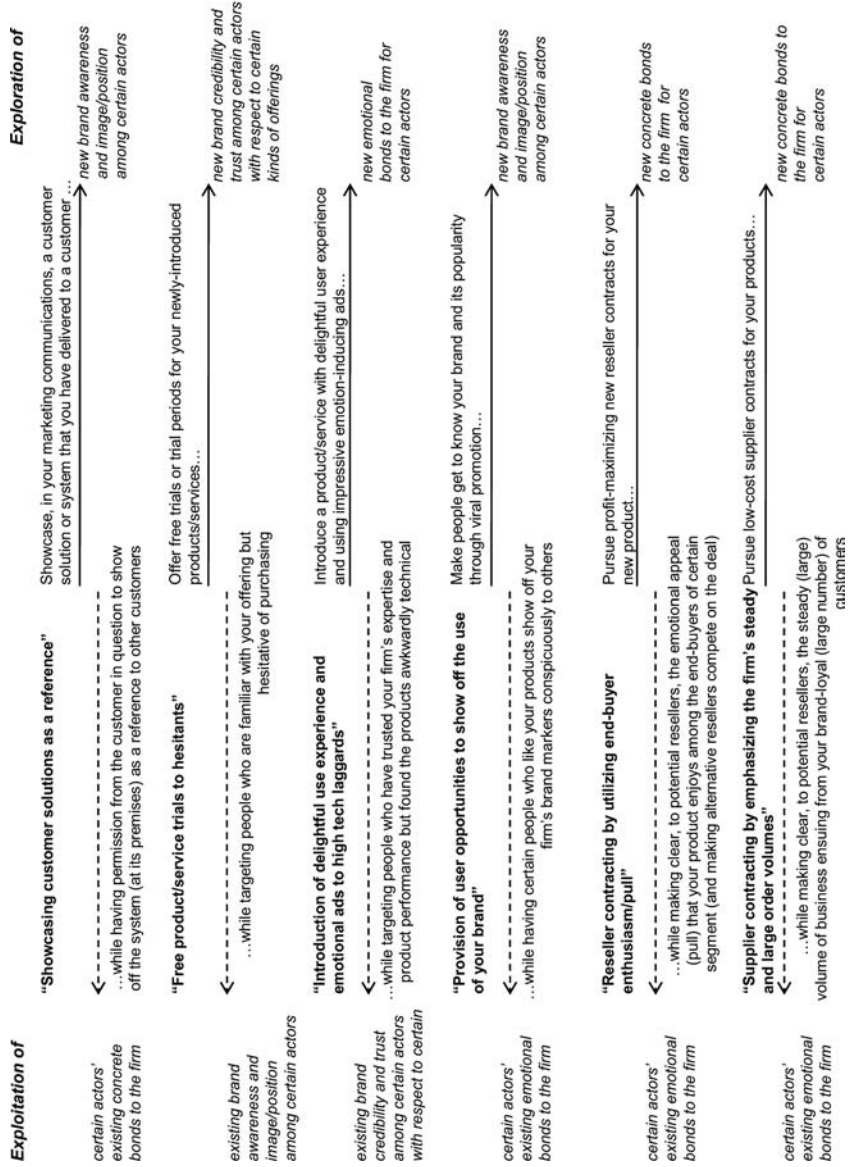 Exploitation of
Exploration of
"Showcasing customer solutions as a reference"
Showcase, in your marketing communications, a customer
solution or system that you have delivered to a customer …
certain actors'
existing concrete
bonds to the firm
…while having permission from the customer in question to show
off the system (at its premises) as a reference to other customers
new brand awareness
and image/position
among certain actors
"Free product/service trials to hesitants"
Offer free trials or trial periods for your newly-introduced
products/services…
existing brand
awareness and
image/position
among certain actors
…while targeting people who are familiar with your offering but
hesitative of purchasing
new brand credibility and
trust among certain actors
with respect to certain
kinds of offerings
"Introduction of delightful use experience and
emotional ads to high tech laggards"
Introduce a product/service with delightful user experience
and using impressive emotion-inducing ads…
existing brand
credibility and trust
among certain actors
with respect to certain
…while targeting people who have trusted your firm's expertise and
product performance but found the products awkwardly technical
new emotional
bonds to the firm for
certain actors
"Provision of user opportunities to show off the use
of your brand"
Make people get to know your brand and its popularity
through viral promotion…
certain actors'
existing emotional
bonds to the firm
…while having certain people who like your products show off your
firm's brand markers conspicuously to others
new brand awareness
and image/position
among certain actors
"Reseller contracting by utilizing end-buyer
enthusiasm/pull"
Pursue profit-maximizing new reseller contracts for your
new product…
certain actors'
existing emotional
bonds to the firm
…while making clear, to potential resellers, the emotional appeal
(pull) that your product enjoys among the end-buyers of certain
segment (and making alternative resellers compete on the deal)
new concrete bonds
to the firm for
certain actors
"Supplier contracting by emphasizing the firm's steady
and large order volumes"
Pursue low-cost supplier contracts for your products…
certain actors'
existing emotional
bonds to the firm
…while making clear, to potential resellers, the steady (large)
volume of business ensuing from your brand-loyal (large number) of
customers
new concrete bonds to
the firm for
certain actors